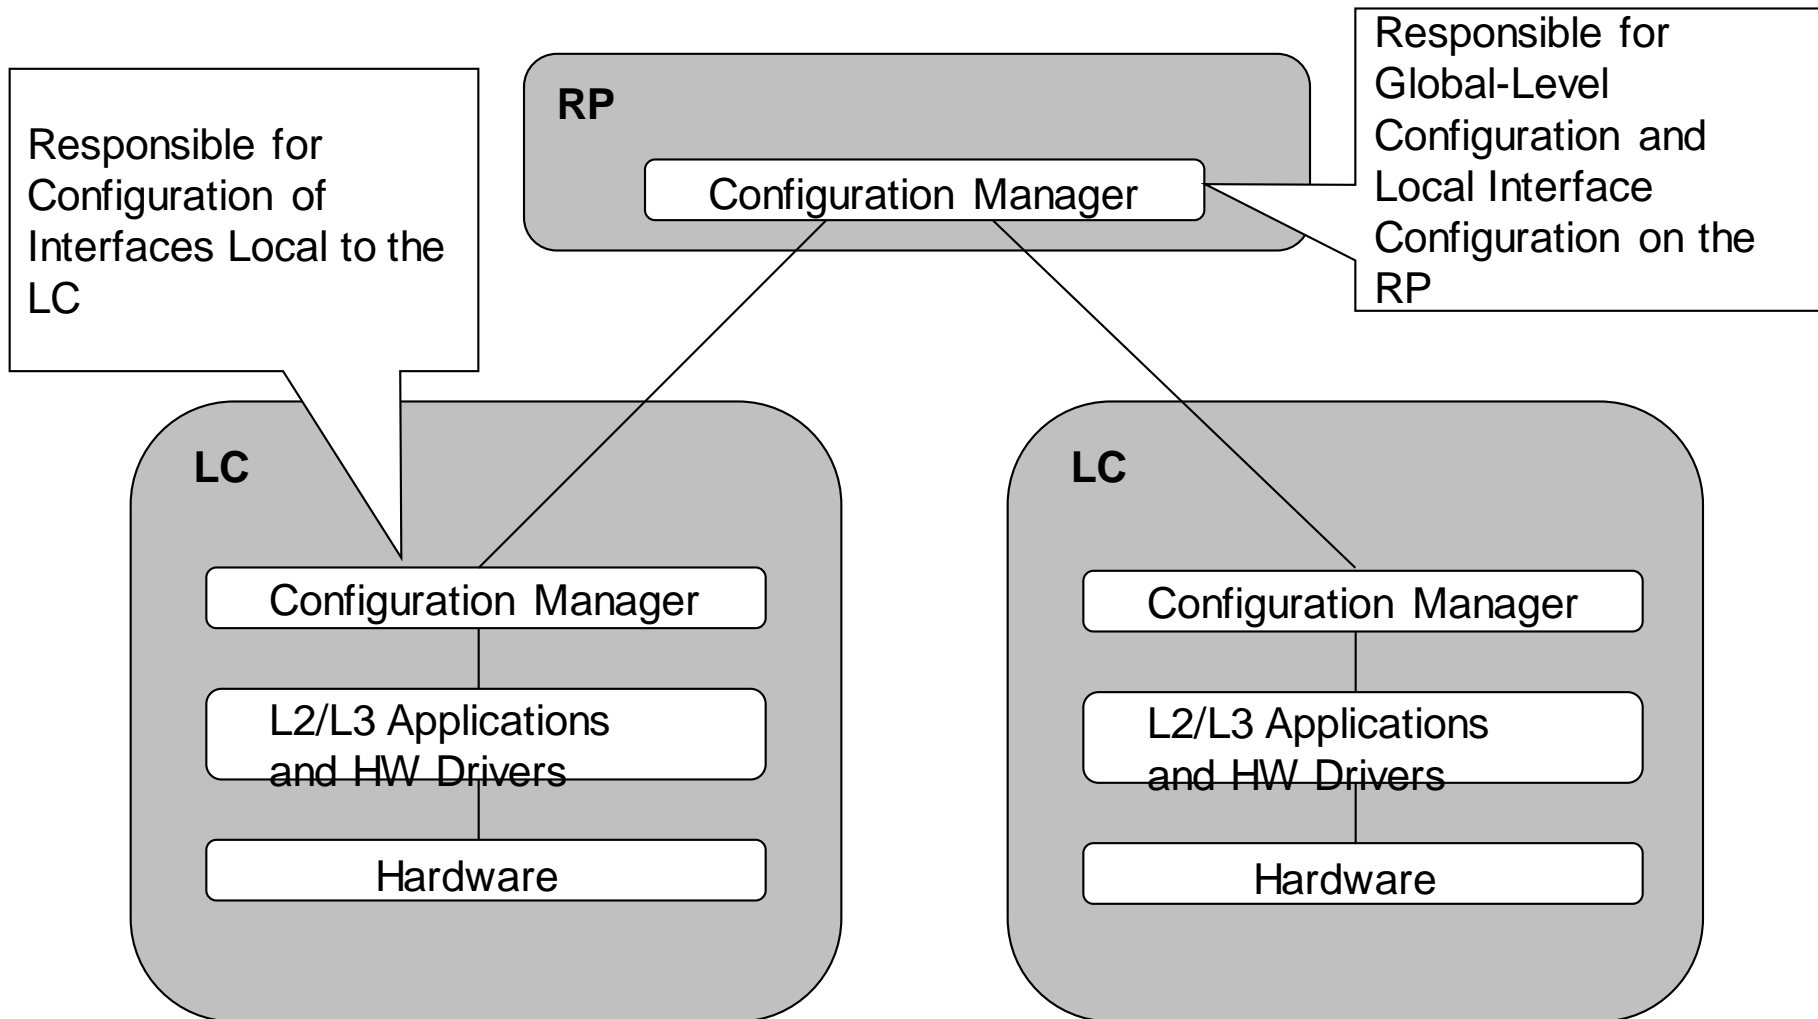 RP
Configuration Manager
Responsible for
Global-Level
Configuration and
Local Interface
Configuration on the
RP
Responsible for
Configuration of
Interfaces Local to the
LC
LC
Configuration Manager
L2/L3 Applications
and HW Drivers
Hardware
LC
Configuration Manager
L2/L3 Applications
and HW Drivers
Hardware